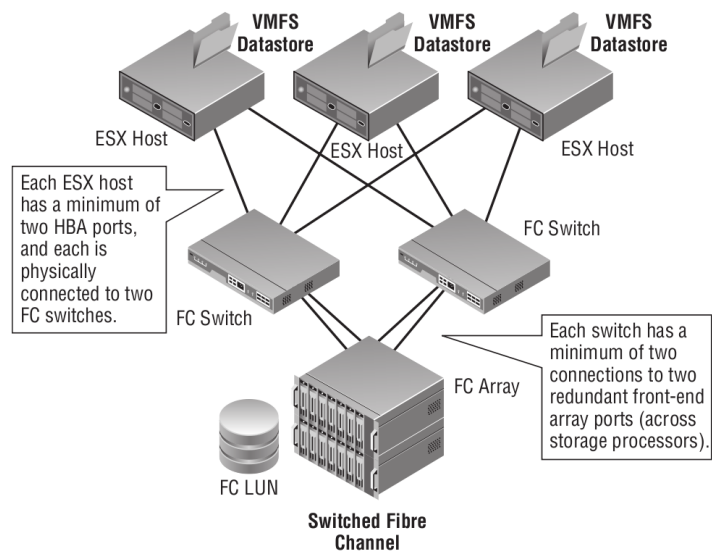 VMFS
Datastore
VMFS
Datastore
VMFS
Datastore
ESX Host
ESX Host
ESX Host
Each ESX host
has a minimum of
two HBA ports,
and each is
physically
connected to two
FC switches.
FC Switch
FC Switch
Each switch has a
minimum of two
connections to two
redundant front-end
array ports (across
storage processors).
FC Array
FC LUN
Switched Fibre
Channel